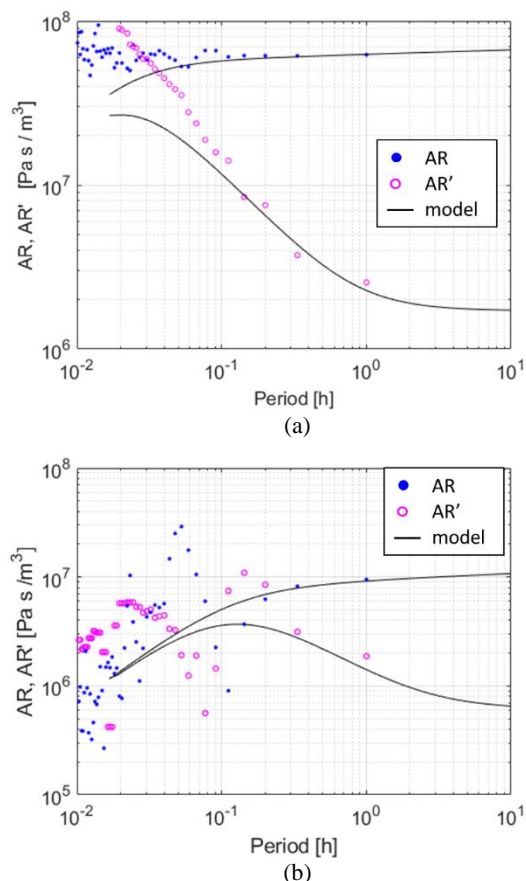 10^8
10^7
10^6
AR, AR' [Pa s / m^3]
AR
AR'
model
10^-2
10^-1
10^0
10^1
Period [h]
(a)
10^8
10^7
10^6
10^5
AR, AR' [Pa s /m^3]
AR
AR'
model
10^-2
10^-1
10^0
10^1
Period [h]
(b)